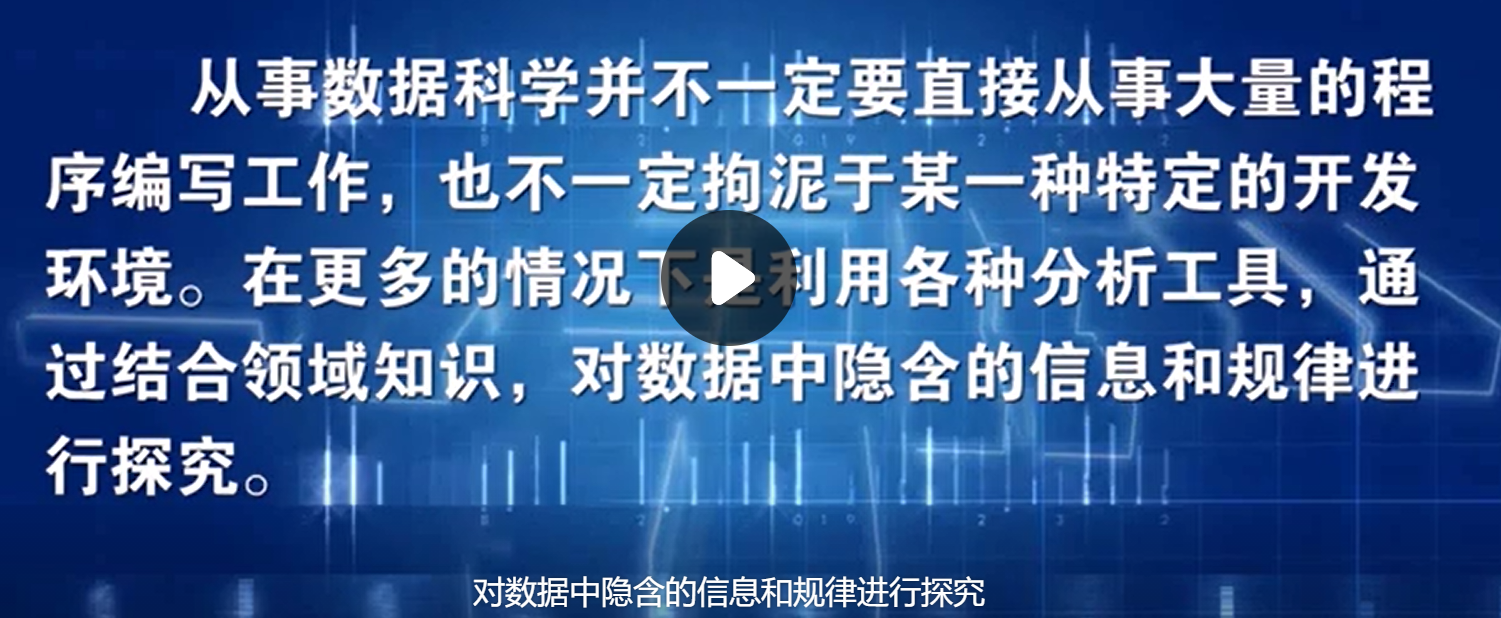 从事数据科学并不一定要直接从事大量的程
序编写工作，也不一定拘泥于某一种特定的开发
环境。在更多的情况下是利用各种分析工具，通
过结合领域知识，对数据中隐含的信息和规律进
行探究。
对数据中隐含的信息和规律进行探究